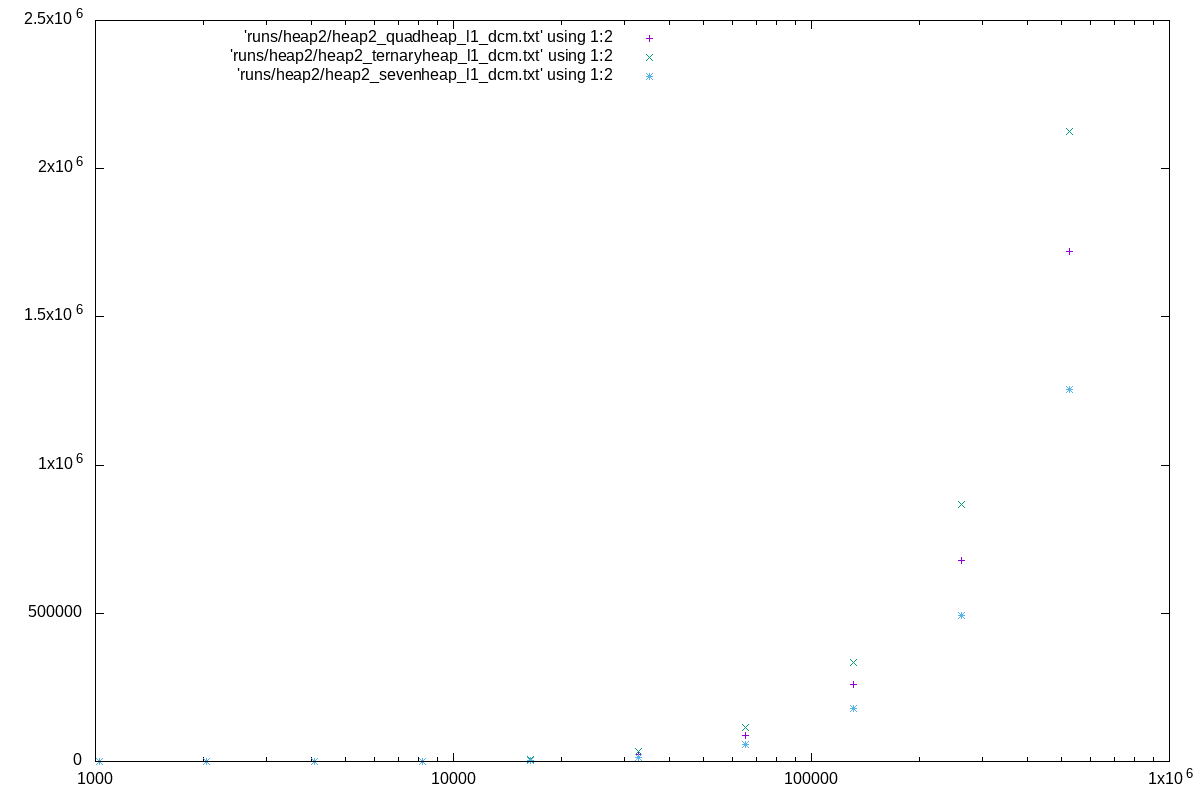 2.5x10 6
'runs/heap2/heap2_quadheap_l1_dcm.txt' using 1:2
'runs/heap2/heap2_ternaryheap_l1_dcm.txt' using 1:2
'runs/heap2/heap2_sevenheap_l1_dcm.txt' using 1:2
2x10 6
1.5x10 6
1x10 6
500000
0
1000 10000 100000 1x10 6